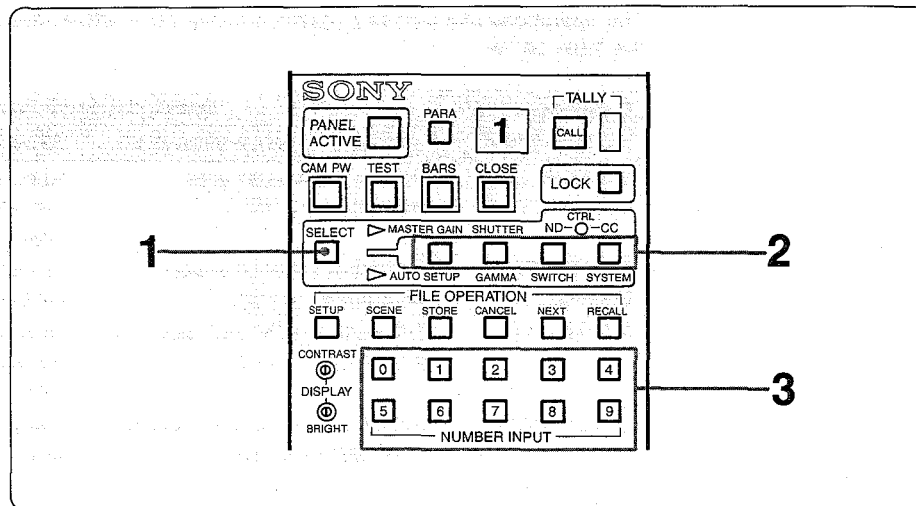 SONY
PANEL ACTIVE
PARA
1
TALLY
CALL
CAM PW TEST BARS CLOSE
LOCK
SELECT
MASTER GAIN SHUTTER
CTRL
ND CC
AUTO SETUP GAMMA SWITCH SYSTEM
1
2
FILE OPERATION
SETUP SCENE STORE CANCEL NEXT RECALL
CONTRAST
DISPLAY
BRIGHT
0 1 2 3 4
5 6 7 8 9
NUMBER INPUT
3